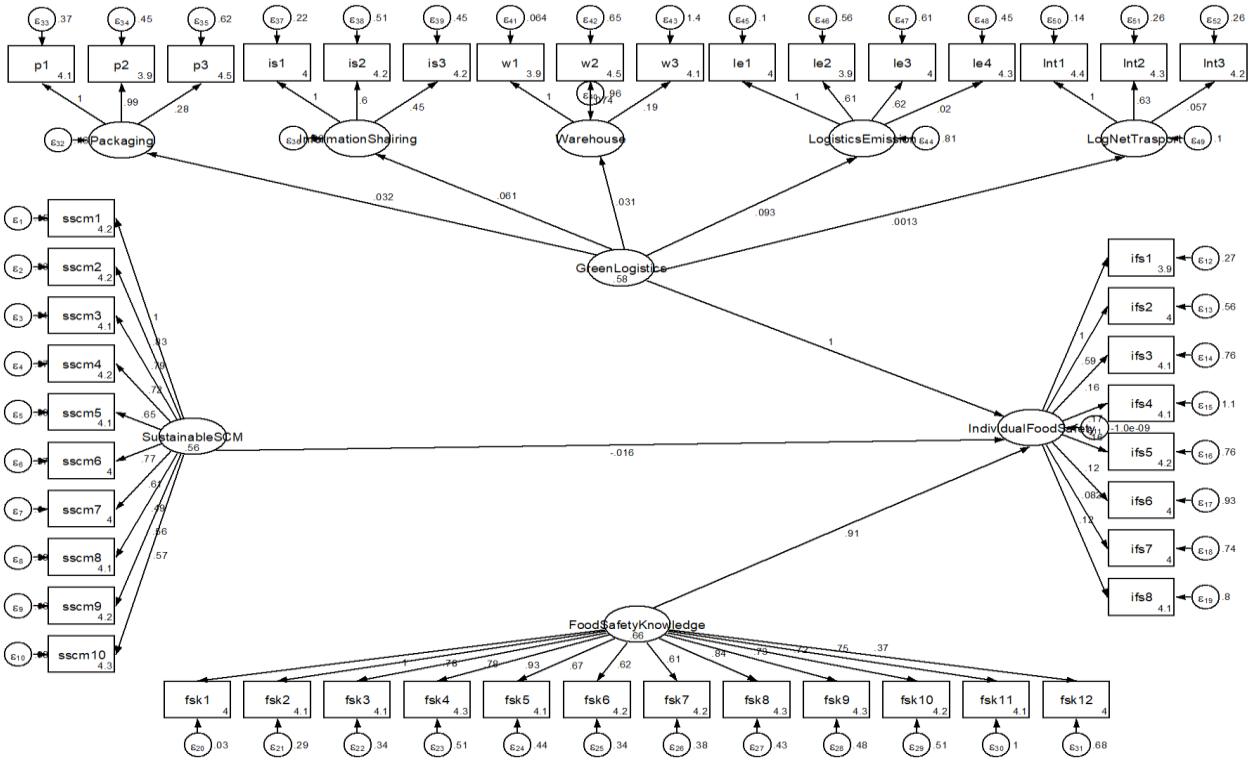 ε33 .37 ε34 .45 ε35 .62 ε37 .22 ε38 .51 ε39 .45 ε41 .064 ε42 .65 ε43 1.4 ε45 .1 ε46 .56 ε47 .61 ε48 .45 ε50 .14 ε51 .26 ε52 .26
p1 p2 p3 is1 is2 is3 w1 w2 w3 le1 le2 le3 le4 lnt1 lnt2 lnt3
4.1 3.9 4.5 4 4.2 4.2 3.9 4.5 4.1 4 3.9 4 4.3 4.4 4.3 4.2
1 .99 .28 1 .6 .45 1 .74 .19 1 .61 .62 .02 1 .63 .057
ε32 Packaging InformationShairing Warehouse LogisticsEmission ε44 .81 LogNetTrasport ε49 .1
.032 .061 .031 .093 .0013
GreenLogistics
.58
1
ε1 sscm1
4.2
ε2 sscm2
4.2
ε3 sscm3
4.1
ε4 sscm4
4.2
ε5 sscm5
4.1
ε6 sscm6
4
ε7 sscm7
4
ε8 sscm8
4.1
ε9 sscm9
4.2
ε10 sscm10
4.3
1
.83
.79
.72
.65
.77
.61
.49
.56
.57
SustainableSCM
.56
-.016
IndividualFoodSafety
-1.0e-09
ifs1 ε12 .27
3.9
ifs2 ε13 .56
4
ifs3 ε14 .76
4.1
ifs4 ε15 1.1
4.1
ifs5 ε16 .76
4.2
ifs6 ε17 .93
4
ifs7 ε18 .74
4
ifs8 ε19 .8
4.1
1
.59
.16
.17
.16
.12
.082
.12
.91
FoodSafetyKnowledge
.66
1 .76 .78 .93 .67 .62 .61 .84 .79 .72 .75 .37
fsk1 fsk2 fsk3 fsk4 fsk5 fsk6 fsk7 fsk8 fsk9 fsk10 fsk11 fsk12
4 4.1 4.1 4.3 4.1 4.2 4.2 4.3 4.3 4.2 4.1 4
ε20 .03 ε21 .29 ε22 .34 ε23 .51 ε24 .44 ε25 .34 ε26 .38 ε27 .43 ε28 .48 ε29 .51 ε30 1 ε31 .68